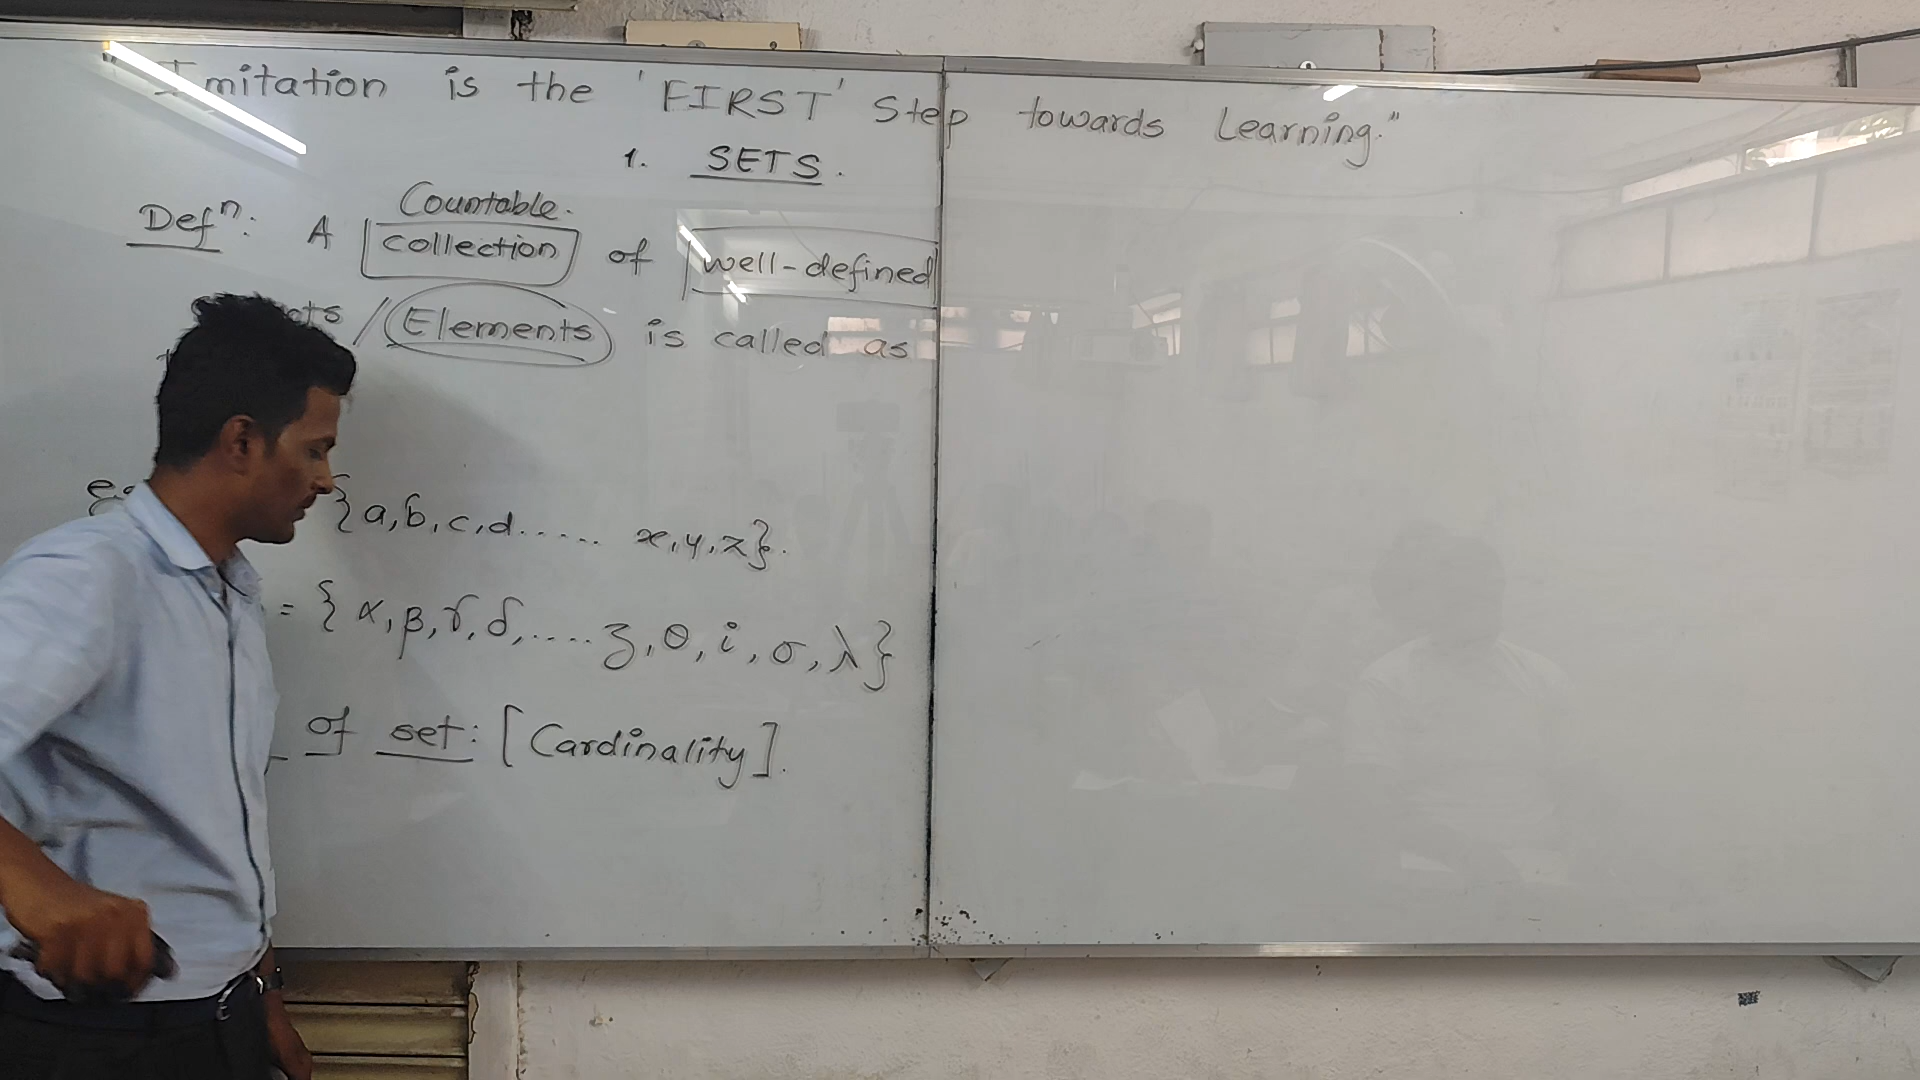 "Imitation is the 'FIRST' Step towards Learning."
1. SETS.
Countable.
Defⁿ: A collection of well-defined
/ Elements is called as
{a,b,c,d..... x,y,z}.
= {α,β,γ,δ,....ʒ,θ,i,σ,λ}
of set: [Cardinality].